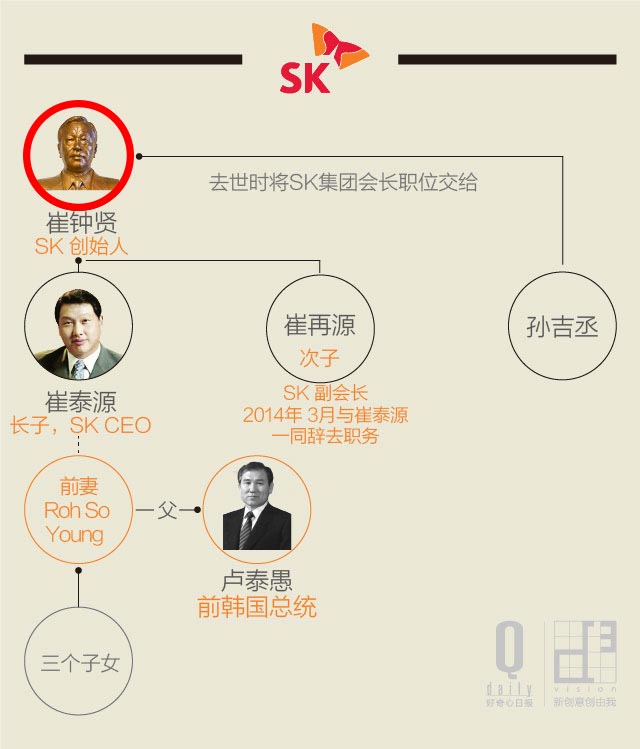 SK
去世时将SK集团会长职位交给
崔钟贤
SK 创始人
崔再源
次子
孙吉丞
崔泰源
长子，SK CEO
SK 副会长
2014年 3月与崔泰源
一同辞去职务
前妻
Roh So
Young
父
卢泰愚
前韩国总统
三个子女
Q
daily
好奇心日报
vision
新创意创由我